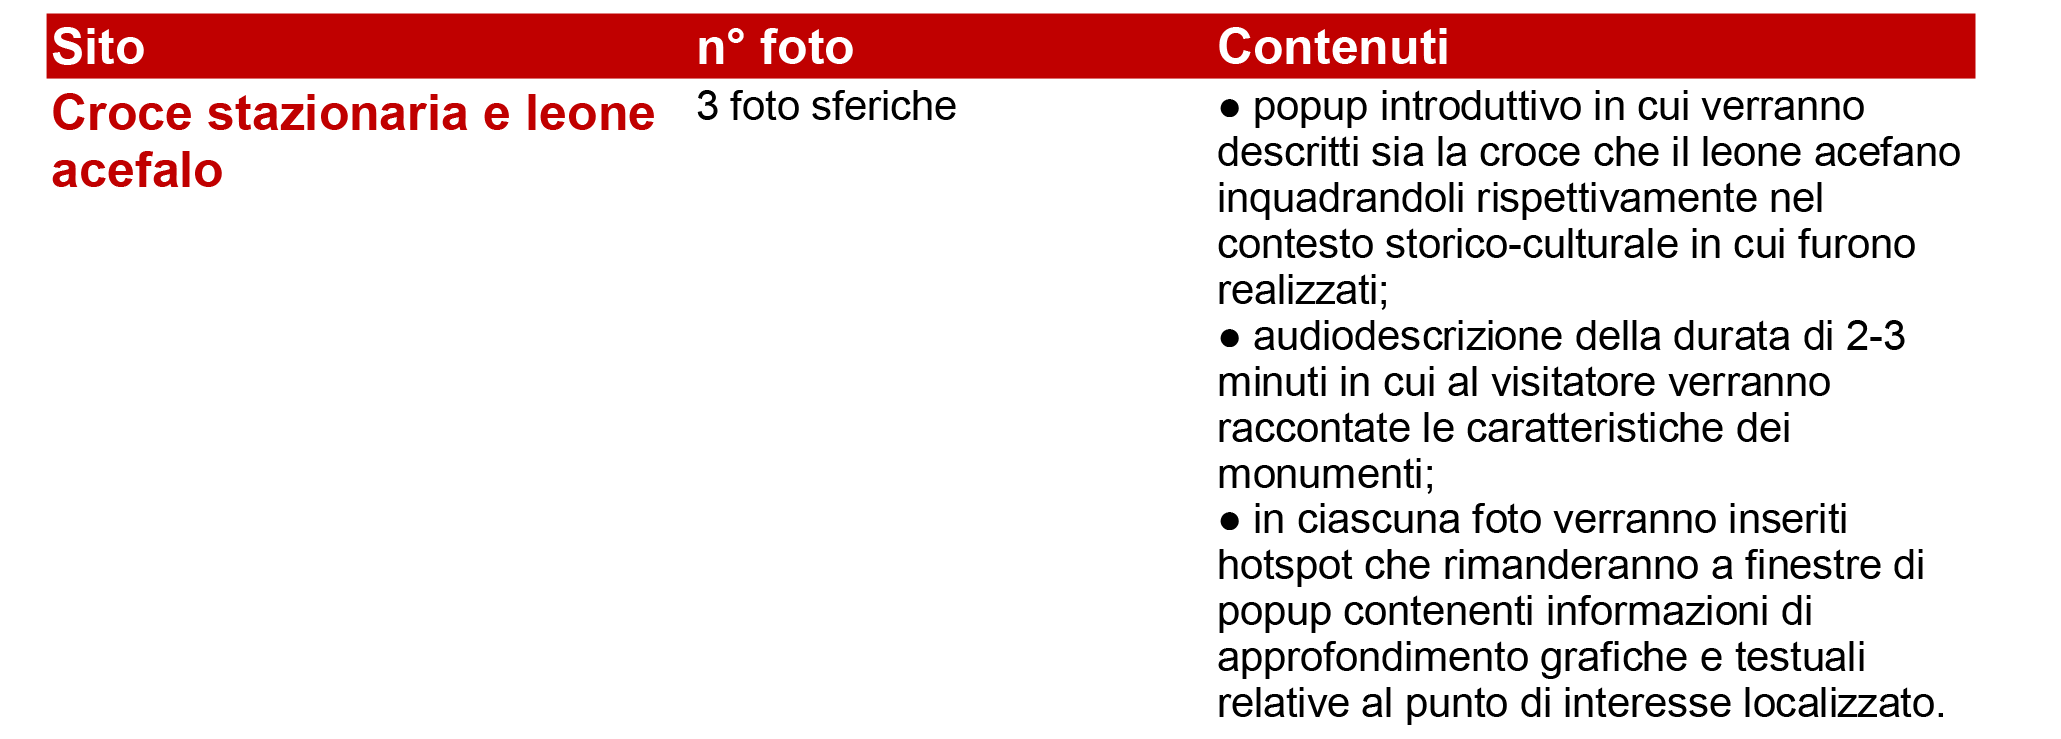 Sito n° foto Contenuti
Croce stazionaria e leone
acefalo
3 foto sferiche
● popup introduttivo in cui verranno
descritti sia la croce che il leone acefano
inquadrandoli rispettivamente nel
contesto storico-culturale in cui furono
realizzati;
● audiodescrizione della durata di 2-3
minuti in cui al visitatore verranno
raccontate le caratteristiche dei
monumenti;
● in ciascuna foto verranno inseriti
hotspot che rimanderanno a finestre di
popup contenenti informazioni di
approfondimento grafiche e testuali
relative al punto di interesse localizzato.